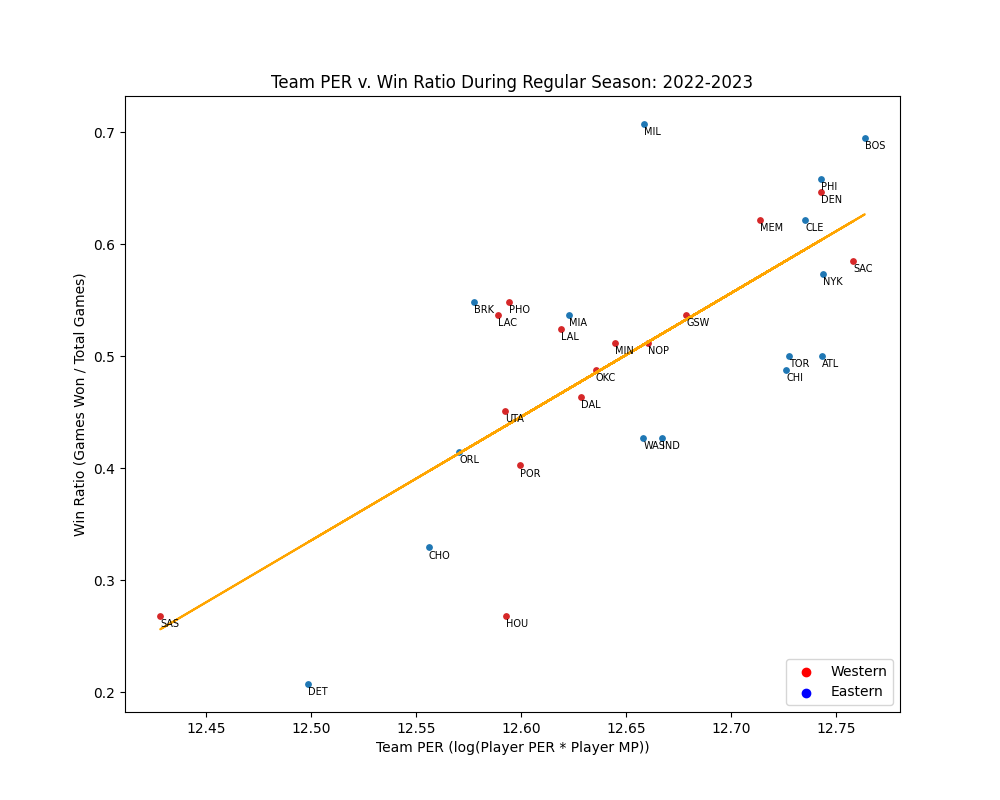 Team PER v. Win Ratio During Regular Season: 2022-2023
Win Ratio (Games Won / Total Games)
0.7
0.6
0.5
0.4
0.3
0.2
MIL
BOS
PHI
DEN
MEM
CLE
SAC
NYK
BRK
PHO
LAC
MIA
GSW
LAL
MIN
NOP
TOR
ATL
OKC
CHI
DAL
UTA
WAS
IND
ORL
POR
CHO
SAS
HOU
DET
Western
Eastern
12.45
12.50
12.55
12.60
12.65
12.70
12.75
Team PER (log(Player PER * Player MP))